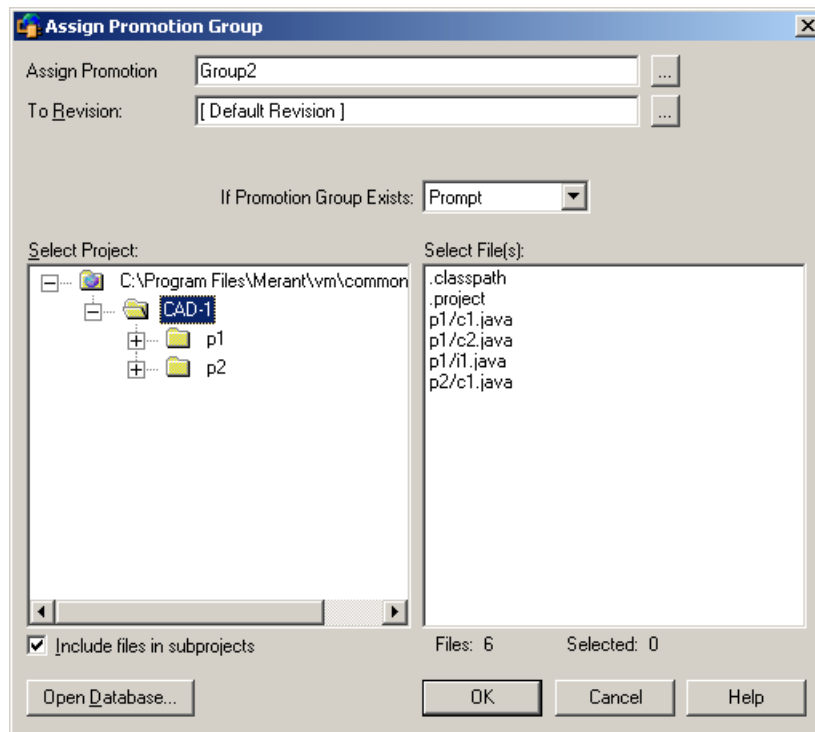 Assign Promotion Group
Assign Promotion Group2 ...
To Revision: [ Default Revision ] ...
If Promotion Group Exists: Prompt
Select Project:
C:\Program Files\Merant\vm\common
CAD-1
p1
p2
Select File(s):
.classpath
.project
p1/c1.java
p1/c2.java
p1/i1.java
p2/c1.java
Include files in subprojects
Files: 6 Selected: 0
Open Database... OK Cancel Help